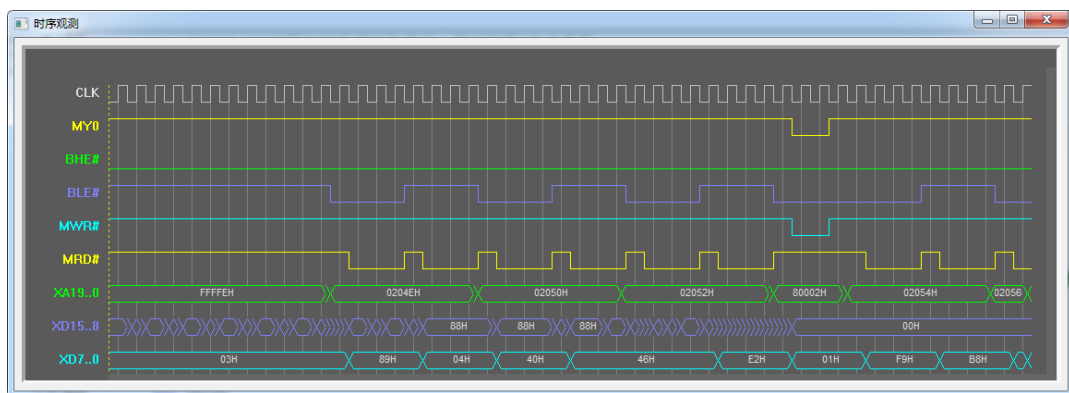 时序观测
CLK
MY0
BHE#
BLE#
MWR#
MRD#
XA19..0 FFFFEH 0204EH 02050H 02052H 80002H 02054H 02056
XD15..8 88H 88H 88H 00H
XD7..0 03H 89H 04H 40H 46H E2H 01H F9H B8H